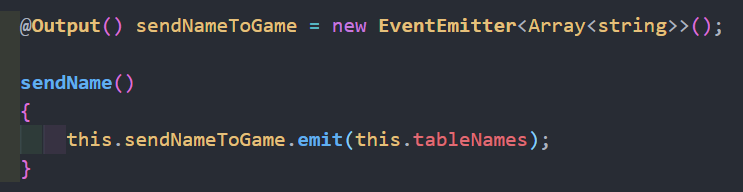 @Output() sendNameToGame = new EventEmitter<Array<string>>();
sendName()
{
this.sendNameToGame.emit(this.tableNames);
}